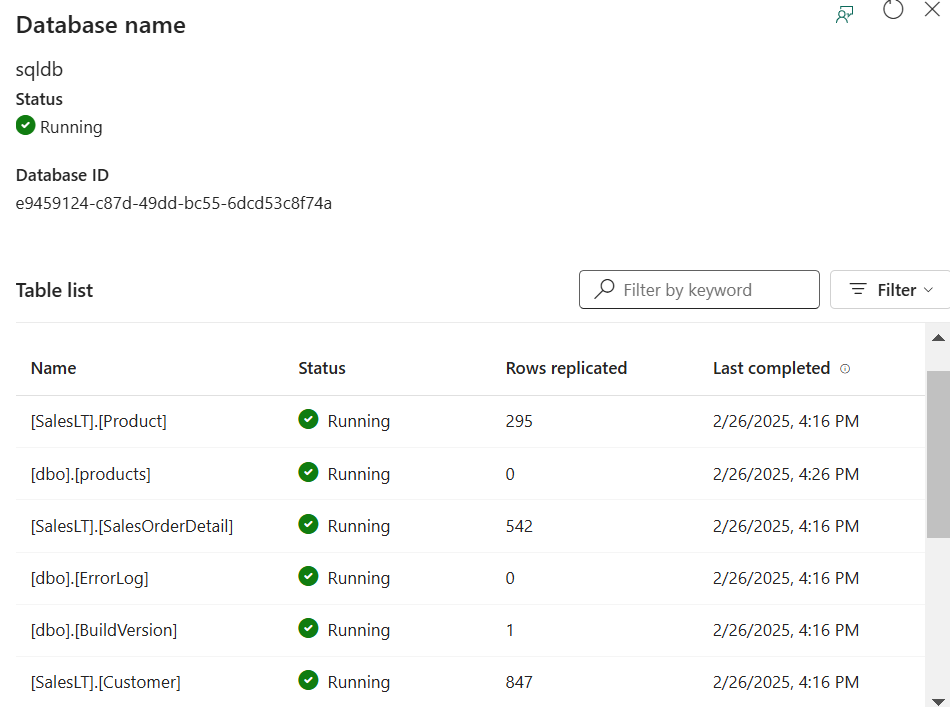 Database name
sqldb
Status
Running
Database ID
e9459124-c87d-49dd-bc55-6dcd53c8f74a
Table list
Filter by keyword
Filter
Name Status Rows replicated Last completed
[SalesLT].[Product] Running 295 2/26/2025, 4:16 PM
[dbo].[products] Running 0 2/26/2025, 4:26 PM
[SalesLT].[SalesOrderDetail] Running 542 2/26/2025, 4:16 PM
[dbo].[ErrorLog] Running 0 2/26/2025, 4:16 PM
[dbo].[BuildVersion] Running 1 2/26/2025, 4:16 PM
[SalesLT].[Customer] Running 847 2/26/2025, 4:16 PM